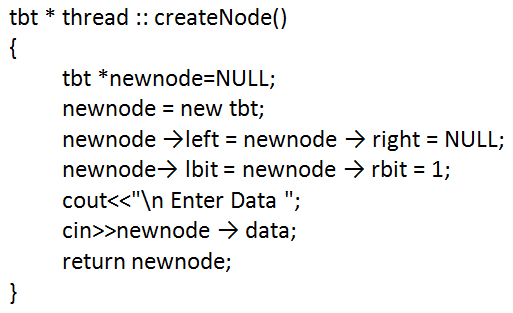 tbt * thread :: createNode()
{
tbt *newnode=NULL;
newnode = new tbt;
newnode →left = newnode → right = NULL;
newnode→ lbit = newnode → rbit = 1;
cout<<"\n Enter Data ";
cin>>newnode → data;
return newnode;
}